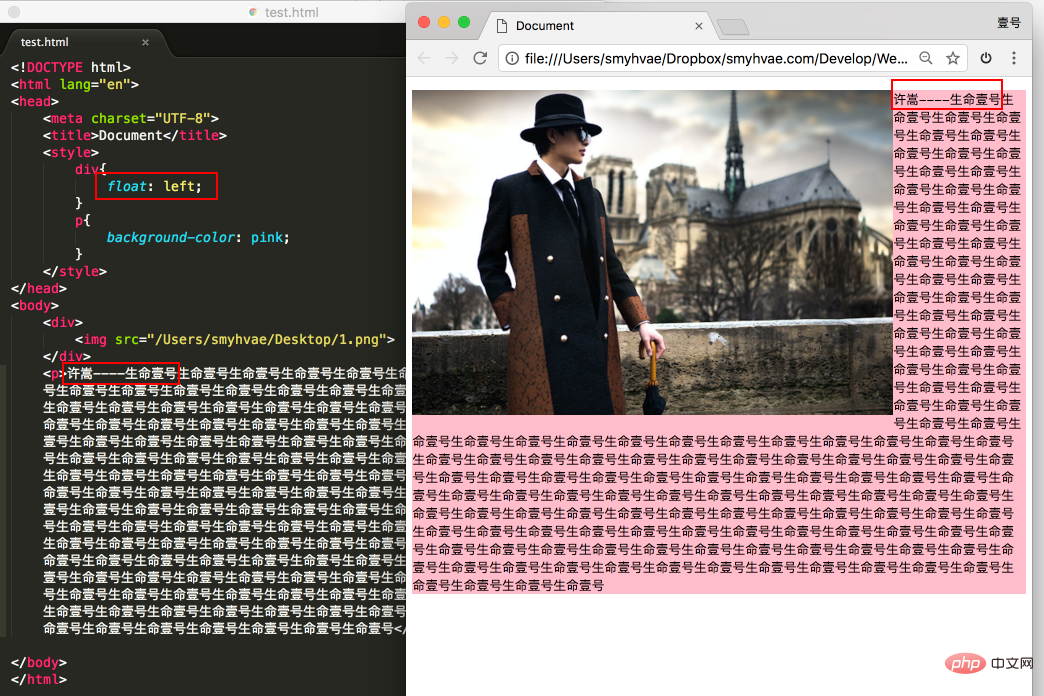 test.html
test.html ×
<!DOCTYPE html>
<html lang="en">
<head>
<meta charset="UTF-8">
<title>Document</title>
<style>
div{
float: left;
}
p{
background-color: pink;
}
</style>
</head>
<body>
<div>
<img src="/Users/smyhvae/Desktop/1.png">
</div>
<p>许嵩----生命壹号生命壹号生命壹号生命壹号生命壹号生命
号生命壹号生命壹号生命壹号生命壹号生命壹号生命壹号生命壹
生命壹号生命壹号生命壹号生命壹号生命壹号生命壹号生命壹号
命壹号生命壹号生命壹号生命壹号生命壹号生命壹号生命壹号生
壹号生命壹号生命壹号生命壹号生命壹号生命壹号生命壹号生命
号生命壹号生命壹号生命壹号生命壹号生命壹号生命壹号生命壹
生命壹号生命壹号生命壹号生命壹号生命壹号生命壹号生命壹号
命壹号生命壹号生命壹号生命壹号生命壹号生命壹号生命壹号生
壹号生命壹号生命壹号生命壹号生命壹号生命壹号生命壹号生命
号生命壹号生命壹号生命壹号生命壹号生命壹号生命壹号生命壹
生命壹号生命壹号生命壹号生命壹号生命壹号生命壹号生命壹号
命壹号生命壹号生命壹号生命壹号生命壹号生命壹号生命壹号生
壹号生命壹号生命壹号生命壹号生命壹号生命壹号生命壹号生命
号生命壹号生命壹号生命壹号生命壹号生命壹号生命壹号生命壹
生命壹号生命壹号生命壹号生命壹号生命壹号生命壹号生命壹号
命壹号生命壹号生命壹号生命壹号生命壹号生命壹号生命壹号</
</body>
</html>
Document ×
壹号
file:///Users/smyhvae/Dropbox/smyhvae.com/Develop/We...
许嵩----生命壹号生
命壹号生命壹号生命壹
号生命壹号生命壹号生
命壹号生命壹号生命壹
号生命壹号生命壹号生
命壹号生命壹号生命壹
号生命壹号生命壹号生
命壹号生命壹号生命壹
号生命壹号生命壹号生
命壹号生命壹号生命壹
号生命壹号生命壹号生
命壹号生命壹号生命壹
号生命壹号生命壹号生
命壹号生命壹号生命壹
号生命壹号生命壹号生
命壹号生命壹号生命壹
号生命壹号生命壹号生
命壹号生命壹号生命壹
号生命壹号生命壹号生
命壹号生命壹号生命壹号生命壹号生命壹号生命壹号生命壹号生命壹号生命壹号生命壹号生命壹号生命壹号
生命壹号生命壹号生命壹号生命壹号生命壹号生命壹号生命壹号生命壹号生命壹号生命壹号生命壹号生命壹
号生命壹号生命壹号生命壹号生命壹号生命壹号生命壹号生命壹号生命壹号生命壹号生命壹号生命壹号生命
壹号生命壹号生命壹号生命壹号生命壹号生命壹号生命壹号生命壹号生命壹号生命壹号生命壹号生命壹号生
命壹号生命壹号生命壹号生命壹号生命壹号生命壹号生命壹号生命壹号生命壹号生命壹号生命壹号生命壹号
生命壹号生命壹号生命壹号生命壹号生命壹号生命壹号生命壹号生命壹号生命壹号生命壹号生命壹号生命壹
号生命壹号生命壹号生命壹号生命壹号生命壹号生命壹号生命壹号生命壹号生命壹号生命壹号生命壹号生命
壹号生命壹号生命壹号生命壹号生命壹号生命壹号生命壹号生命壹号生命壹号生命壹号生命壹号生命壹号生
命壹号生命壹号生命壹号生命壹号
php 中文网